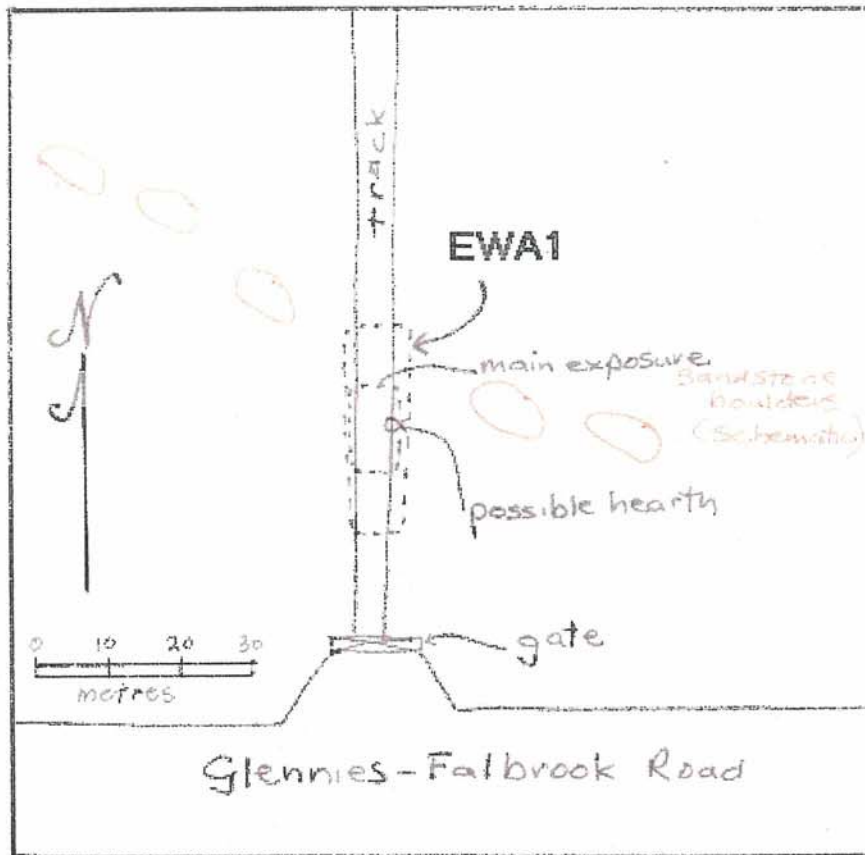 track
EWA1
main exposure
Sandstone
boulders
(Schematic)
possible hearth
N
gate
0 10 20 30
metres
Glennies-Falbrook Road